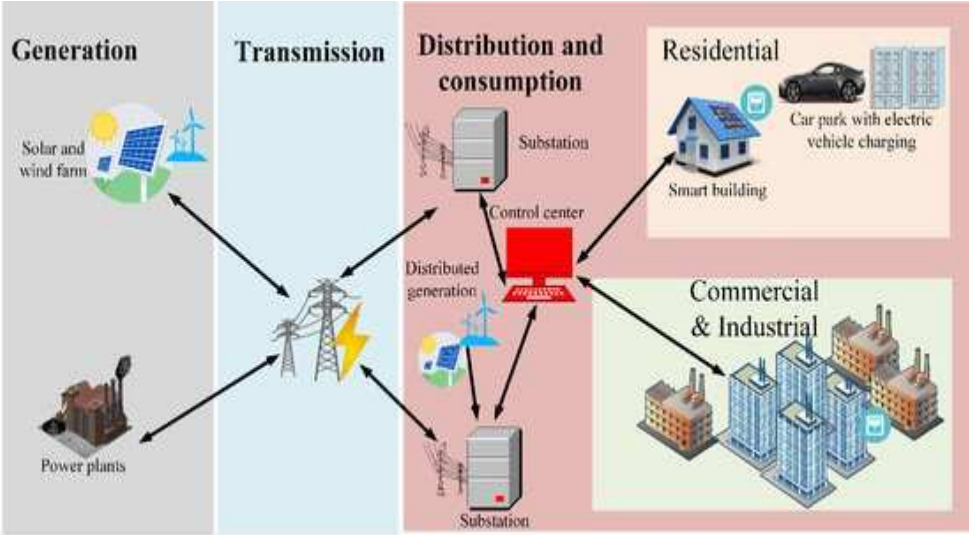 Generation
Solar and
wind farm
Power plants
Transmission
Distribution and
consumption
Substation
Control center
Distributed
generation
Substation
Residential
Car park with electric
vehicle charging
Smart building
Commercial
& Industrial